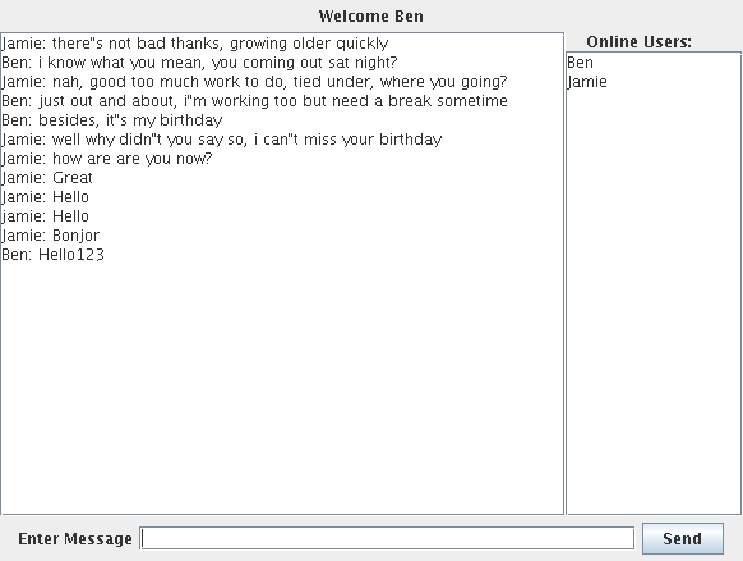 Welcome Ben
Jamie: there"s not bad thanks, growing older quickly
Ben: i know what you mean, you coming out sat night?
Jamie: nah, good too much work to do, tied under, where you going?
Ben: just out and about, i"m working too but need a break sometime
Ben: besides, it"s my birthday
Jamie: well why didn"t you say so, i can"t miss your birthday
Jamie: how are are you now?
Jamie: Great
Jamie: Hello
jamie: Hello
Jamie: Bonjor
Ben: Hello123
Online Users:
Ben
Jamie
Enter Message
Send